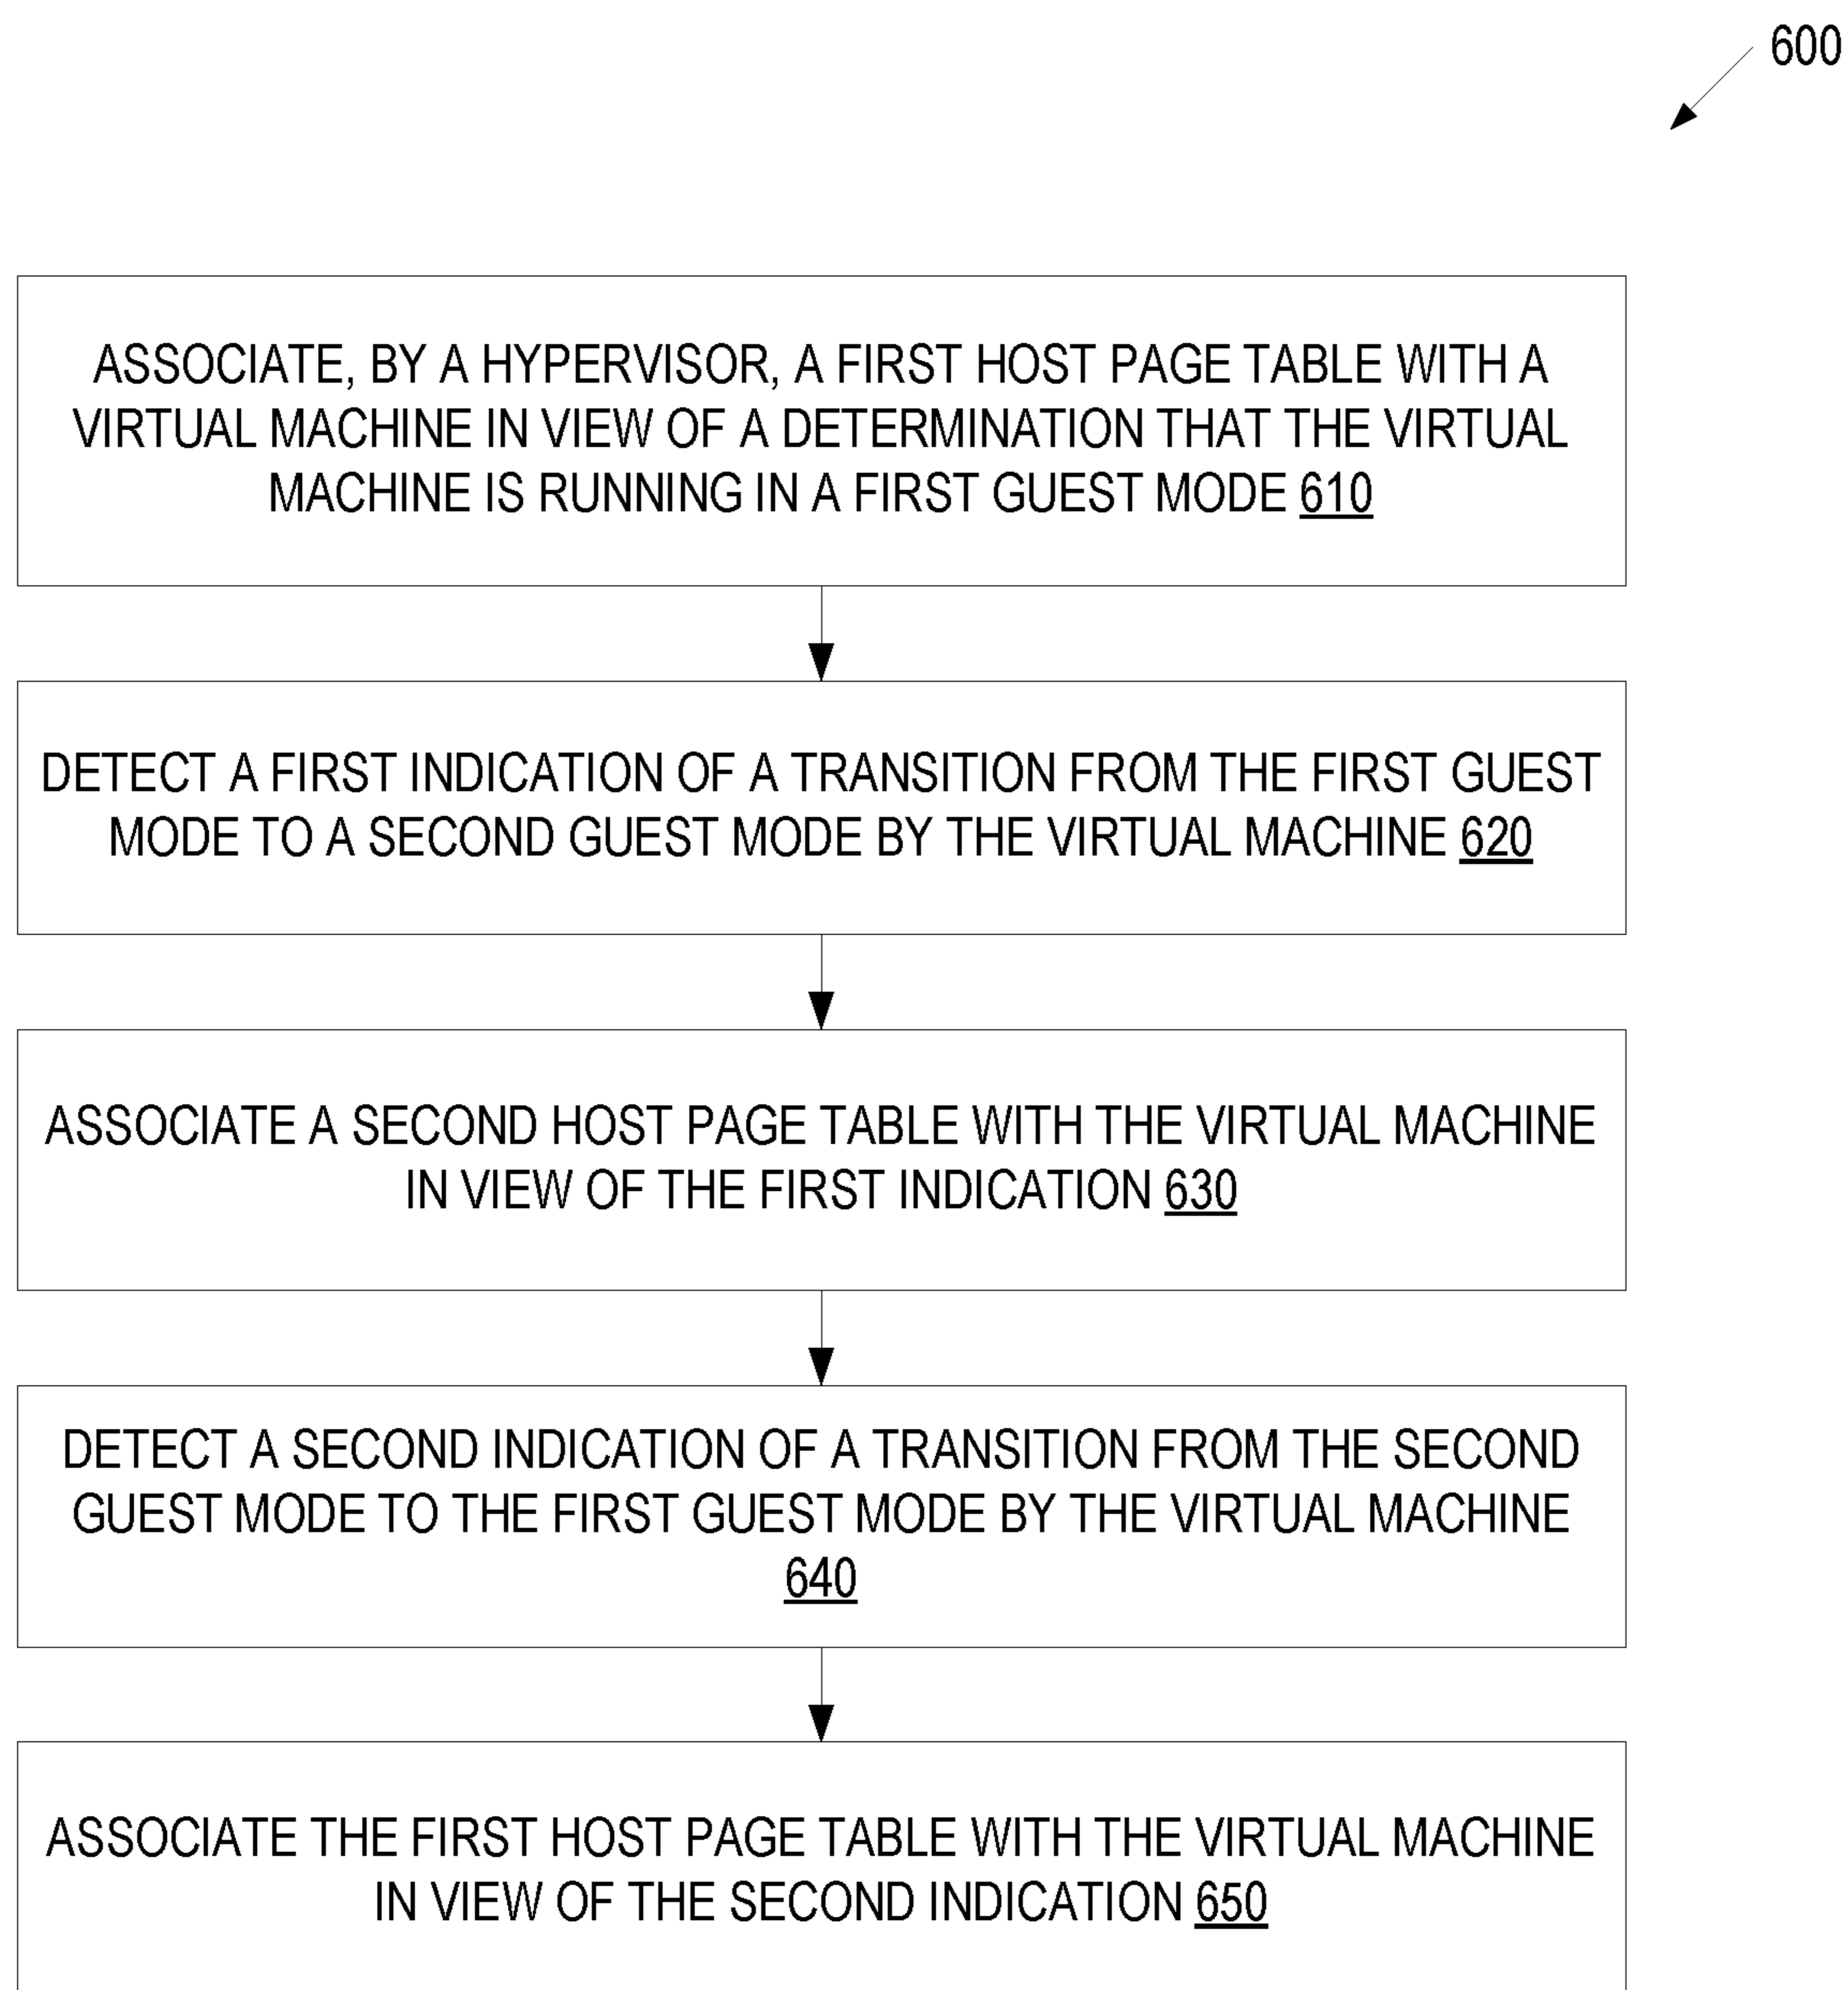 600
ASSOCIATE, BY A HYPERVISOR, A FIRST HOST PAGE TABLE WITH A
VIRTUAL MACHINE IN VIEW OF A DETERMINATION THAT THE VIRTUAL
MACHINE IS RUNNING IN A FIRST GUEST MODE 610
DETECT A FIRST INDICATION OF A TRANSITION FROM THE FIRST GUEST
MODE TO A SECOND GUEST MODE BY THE VIRTUAL MACHINE 620
ASSOCIATE A SECOND HOST PAGE TABLE WITH THE VIRTUAL MACHINE
IN VIEW OF THE FIRST INDICATION 630
DETECT A SECOND INDICATION OF A TRANSITION FROM THE SECOND
GUEST MODE TO THE FIRST GUEST MODE BY THE VIRTUAL MACHINE
640
ASSOCIATE THE FIRST HOST PAGE TABLE WITH THE VIRTUAL MACHINE
IN VIEW OF THE SECOND INDICATION 650